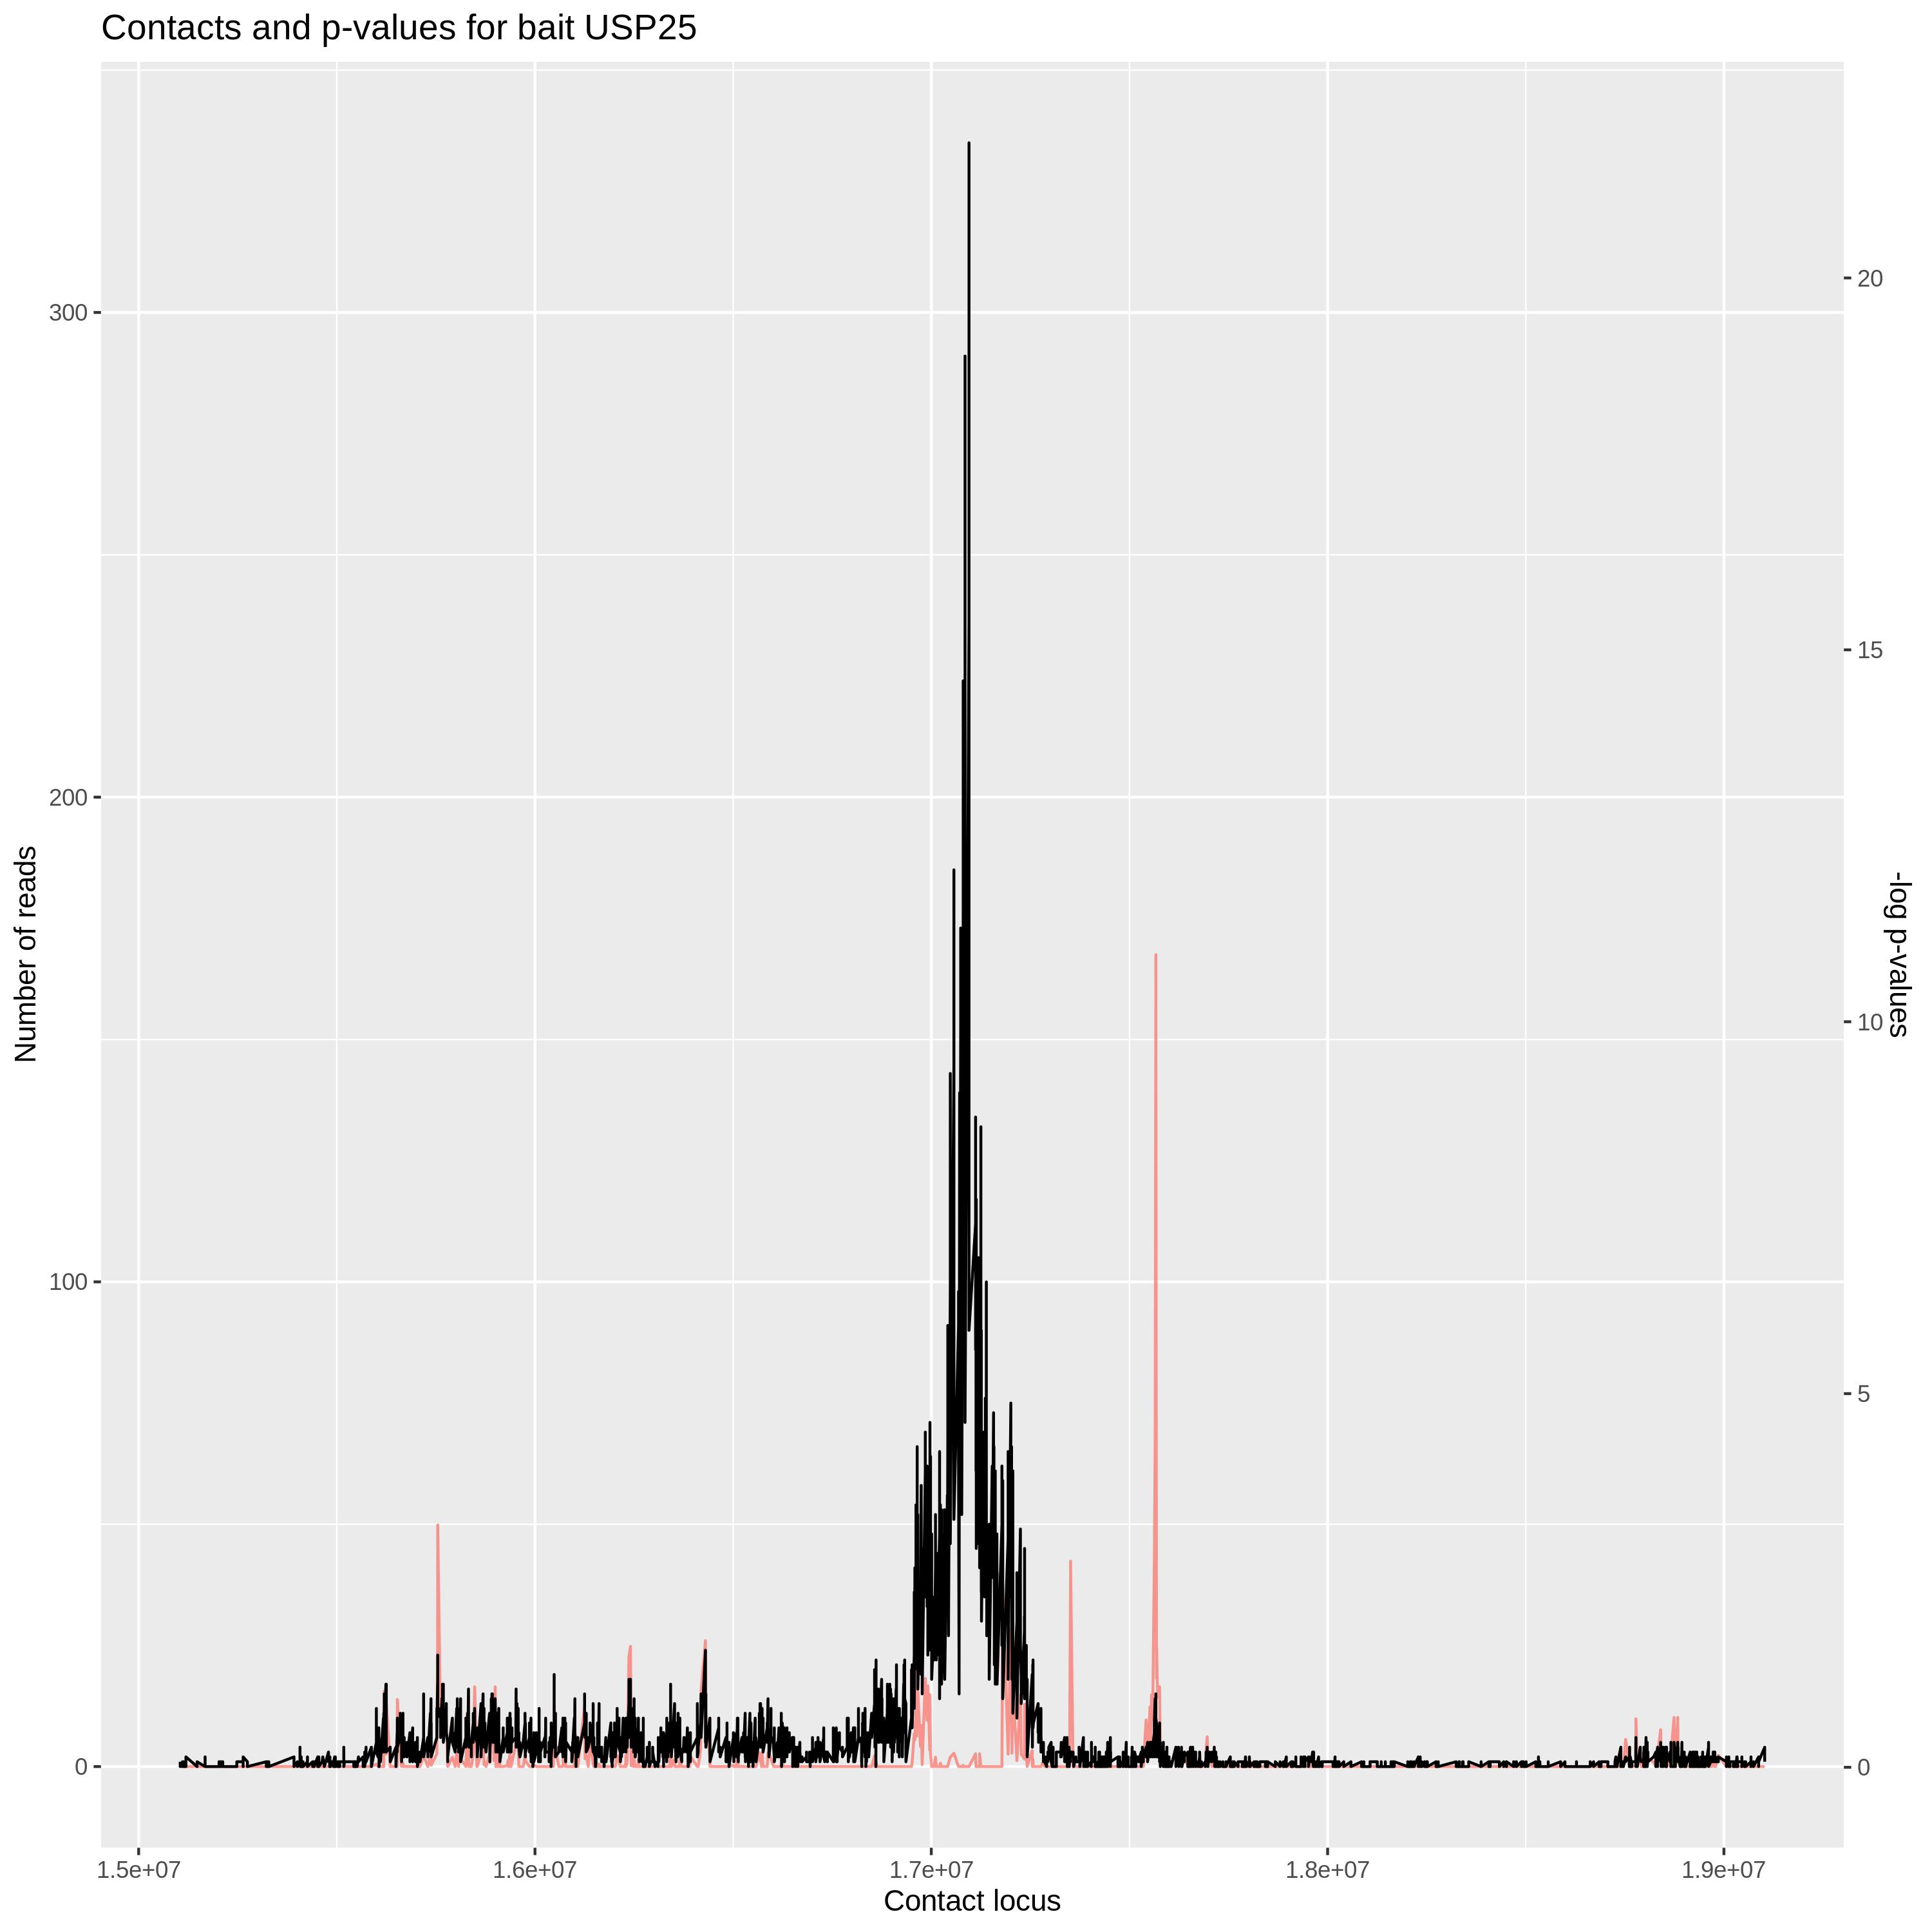 Contacts and p-values for bait USP25
300
200
100
0
Number of reads
20
15
10
5
0
-log p-values
1.5e+07
1.6e+07
1.7e+07
1.8e+07
1.9e+07
Contact locus